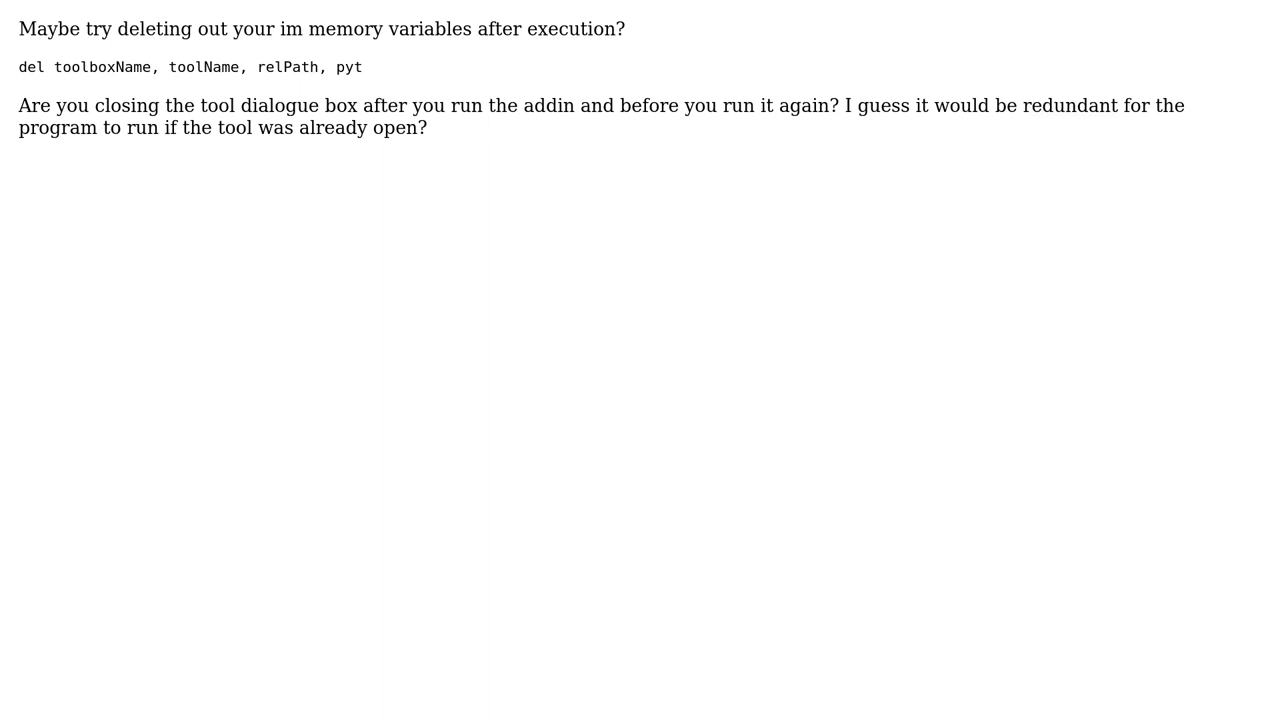 Maybe try deleting out your im memory variables after execution?
del toolboxName, toolName, relPath, pyt
Are you closing the tool dialogue box after you run the addin and before you run it again? I guess it would be redundant for the
program to run if the tool was already open?